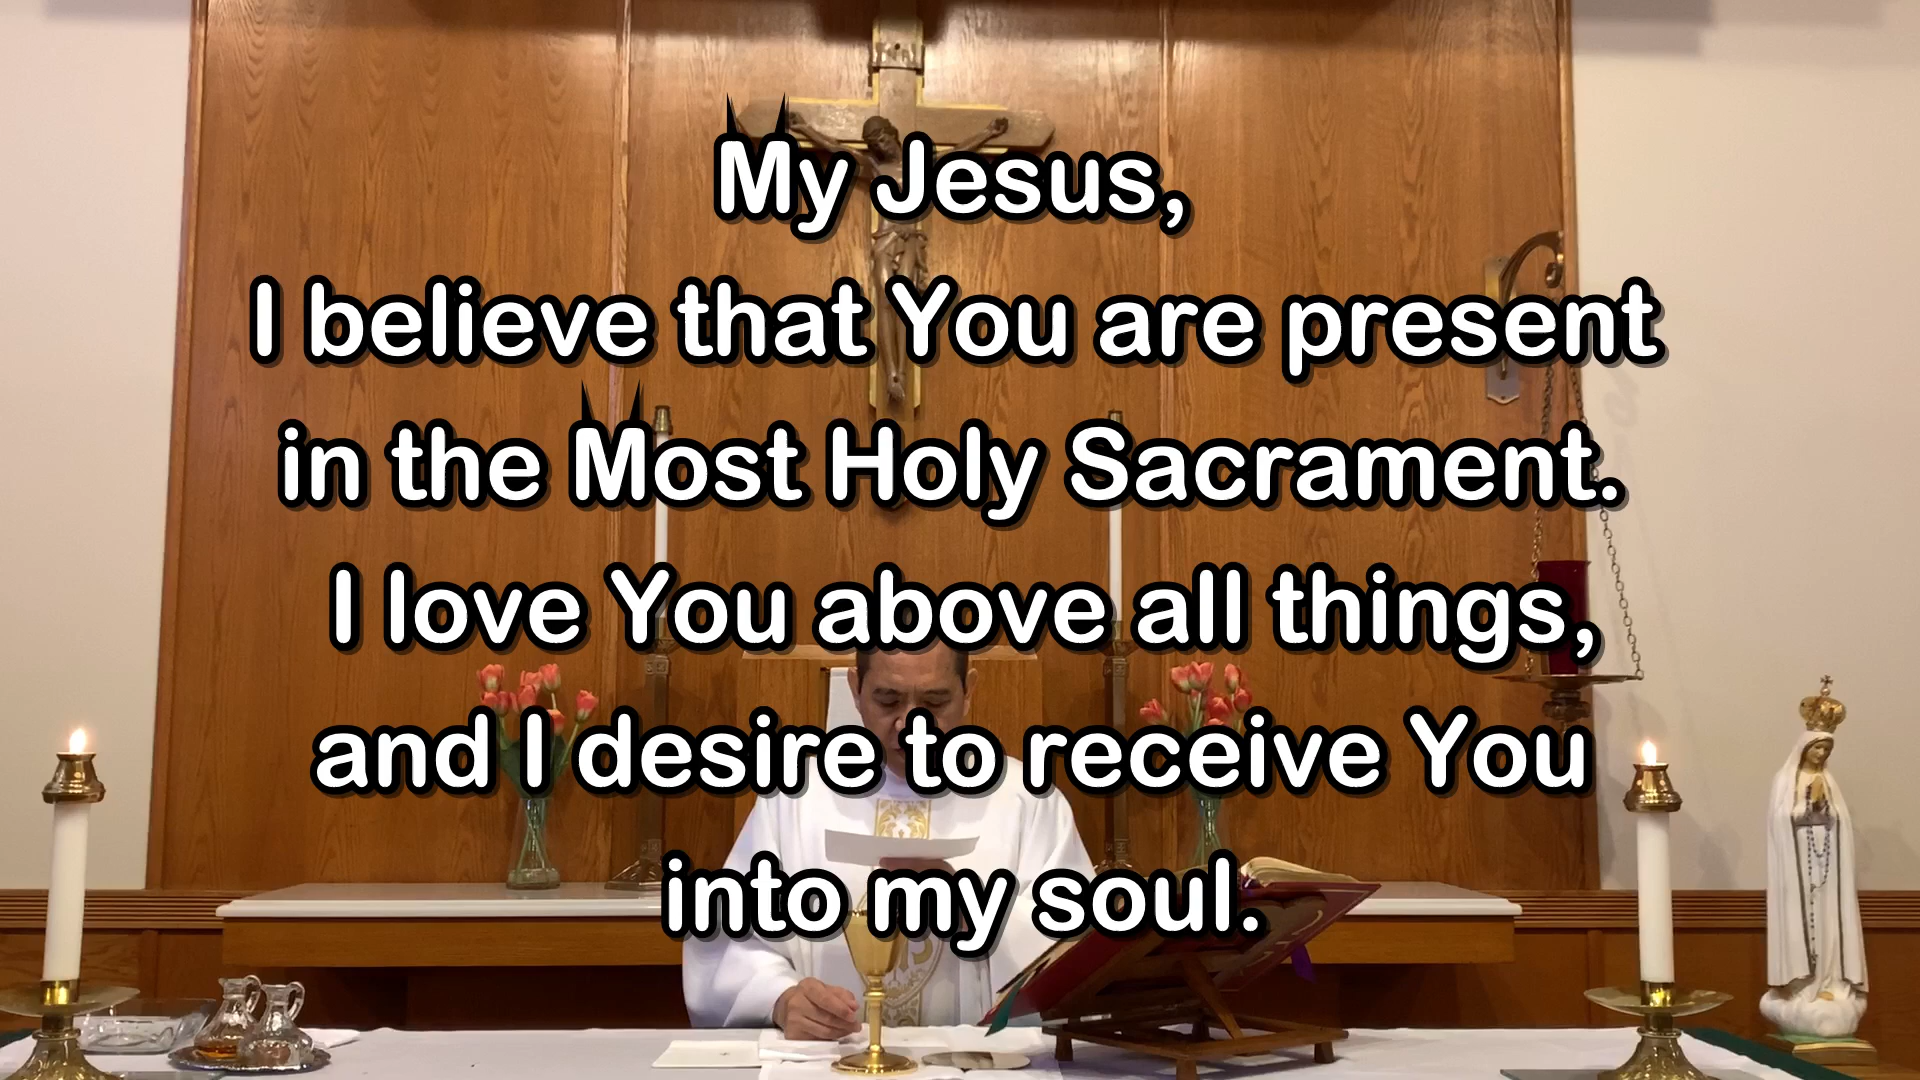 My Jesus,
I believe that You are present
in the Most Holy Sacrament.
I love You above all things,
and I desire to receive You
into my soul.